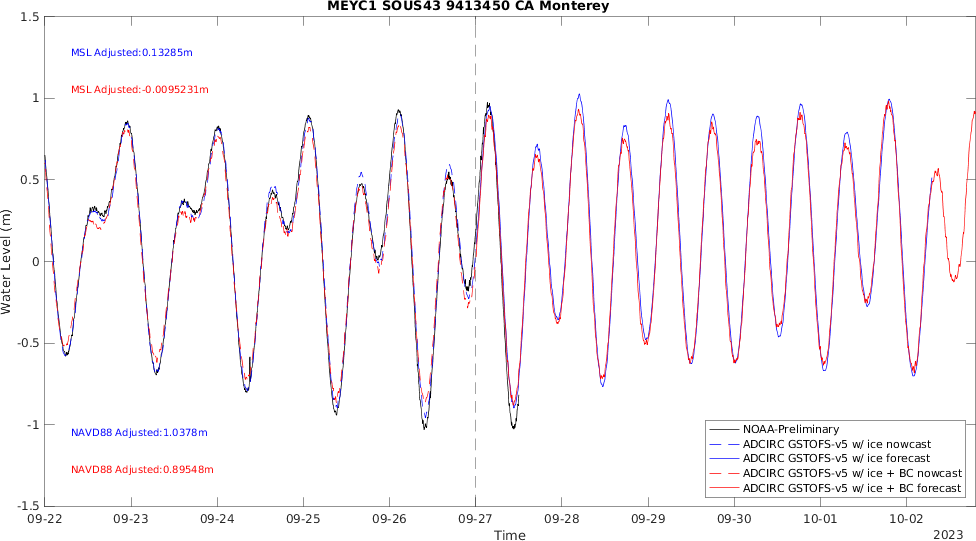 MEYC1 SOUS43 9413450 CA Monterey
1.5
1
0.5
0
-0.5
-1
-1.5
Water Level (m)
MSL Adjusted:0.13285m
MSL Adjusted:-0.0095231m
NAVD88 Adjusted:1.0378m
NAVD88 Adjusted:0.89548m
NOAA-Preliminary
ADCIRC GSTOFS-v5 w/ ice nowcast
ADCIRC GSTOFS-v5 w/ ice forecast
ADCIRC GSTOFS-v5 w/ ice + BC nowcast
ADCIRC GSTOFS-v5 w/ ice + BC forecast
09-22 09-23 09-24 09-25 09-26 09-27 09-28 09-29 09-30 10-01 10-02
Time
2023